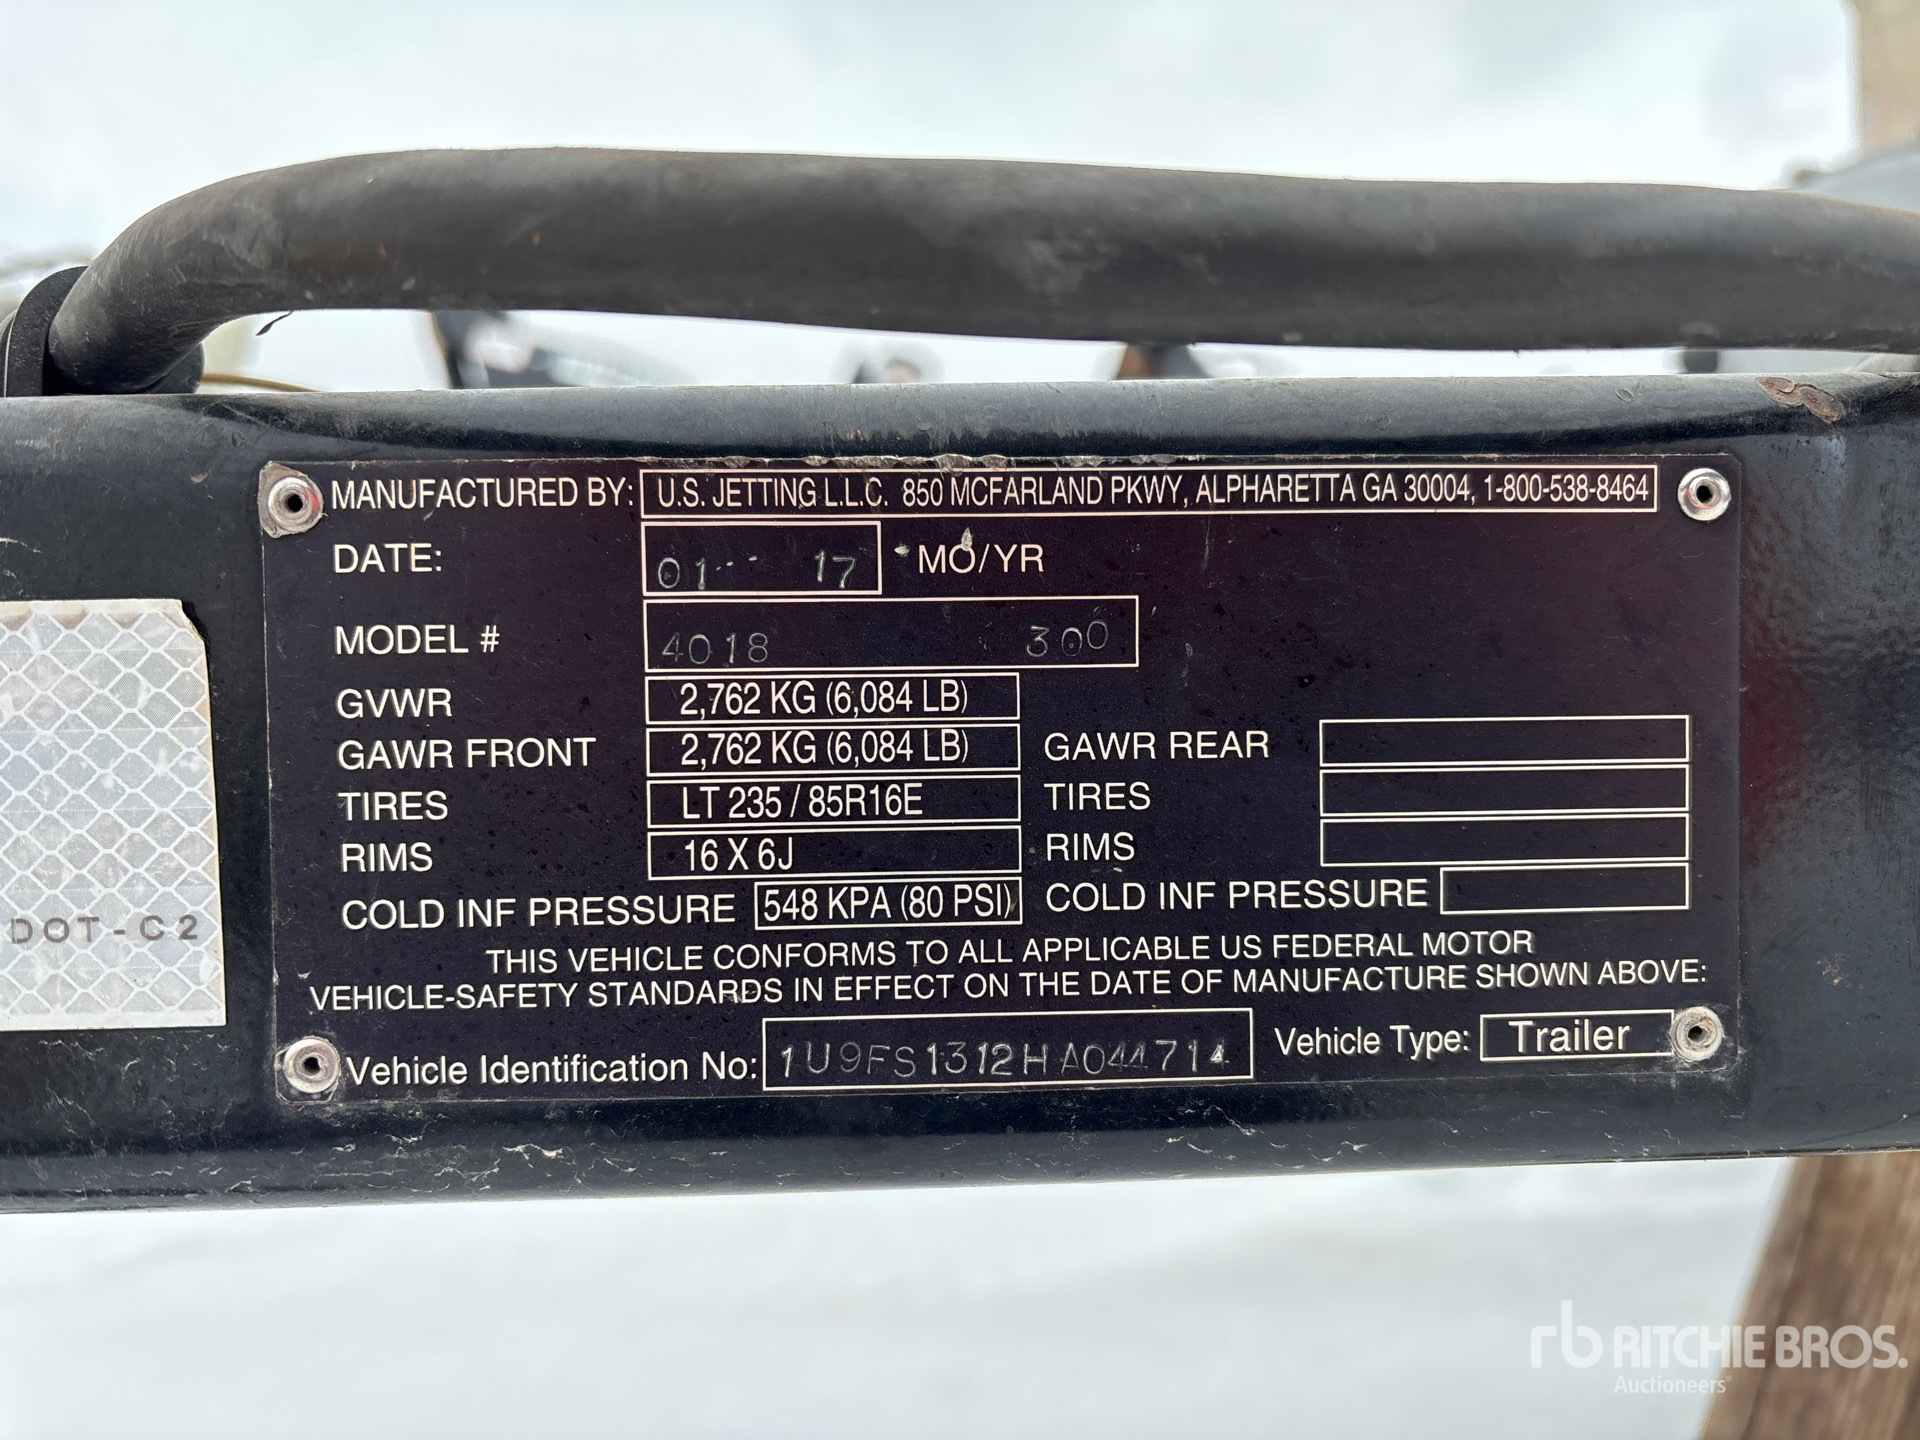 MANUFACTURED BY: U.S. JETTING L.L.C. 850 MCFARLAND PKWY, ALPHARETTA GA 30004, 1-800-538-8464
DATE: 01 17 MO/YR
MODEL # 4018 300
GVWR 2,762 KG (6,084 LB)
GAWR FRONT 2,762 KG (6,084 LB) GAWR REAR
TIRES LT 235 / 85R16E TIRES
RIMS 16 X 6J RIMS
COLD INF PRESSURE 548 KPA (80 PSI) COLD INF PRESSURE
THIS VEHICLE CONFORMS TO ALL APPLICABLE US FEDERAL MOTOR
VEHICLE-SAFETY STANDARDS IN EFFECT ON THE DATE OF MANUFACTURE SHOWN ABOVE:
Vehicle Identification No: 1U9FS1312HA044714 Vehicle Type: Trailer
DOT-C2
rb RITCHIE BROS.
Auctioneers